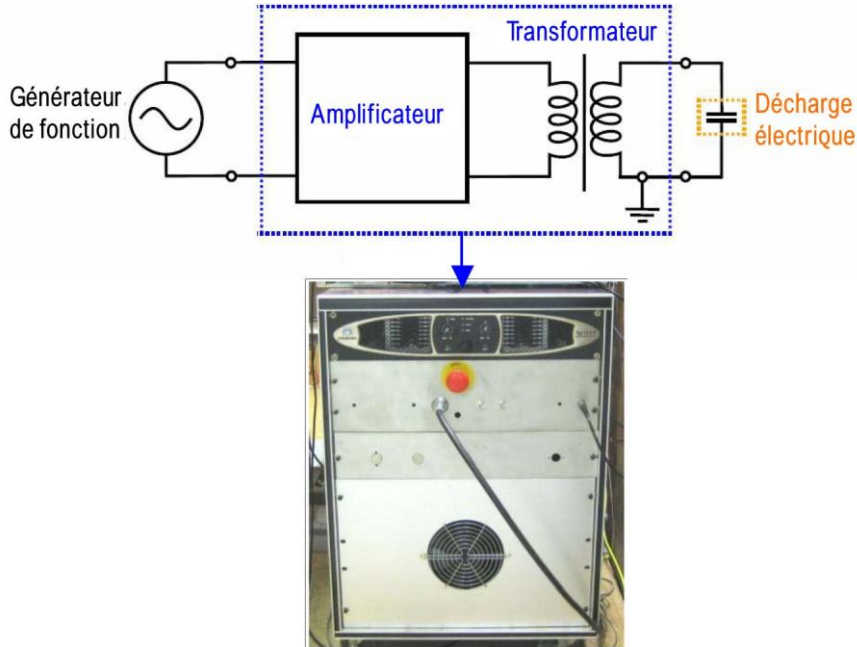 Transformateur
Générateur
de fonction
Amplificateur
Décharge
électrique